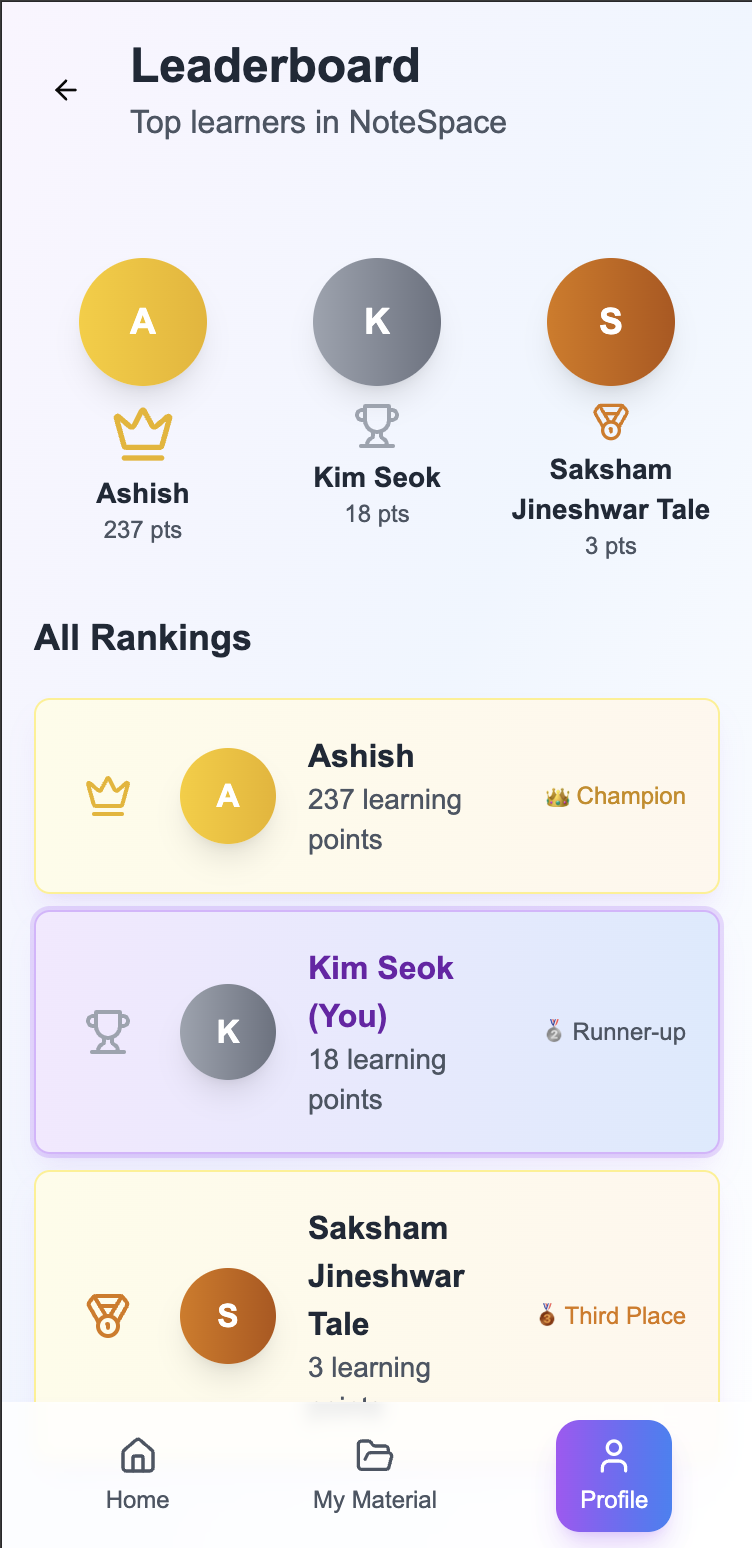 Leaderboard
Top learners in NoteSpace
A
K
S
Ashish
237 pts
Kim Seok
18 pts
Saksham
Jineshwar Tale
3 pts
All Rankings
A
Ashish
237 learning
points
👑 Champion
K
Kim Seok
(You)
18 learning
points
🥈 Runner-up
S
Saksham
Jineshwar
Tale
3 learning
🥉 Third Place
Home
My Material
Profile